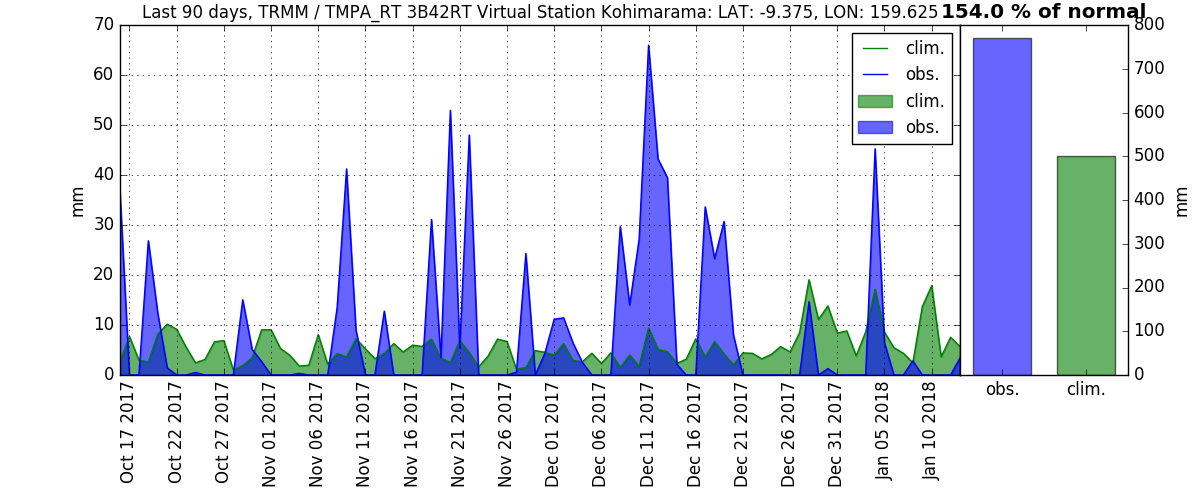 Last 90 days, TRMM / TMPA_RT 3B42RT Virtual Station Kohimarama: LAT: -9.375, LON: 159.625 154.0 % of normal
70
60
50
40
30
20
10
0
mm
clim.
obs.
clim.
obs.
800
700
600
500
400
300
200
100
0
mm
Oct 17 2017
Oct 22 2017
Oct 27 2017
Nov 01 2017
Nov 06 2017
Nov 11 2017
Nov 16 2017
Nov 21 2017
Nov 26 2017
Dec 01 2017
Dec 06 2017
Dec 11 2017
Dec 16 2017
Dec 21 2017
Dec 26 2017
Dec 31 2017
Jan 05 2018
Jan 10 2018
obs. clim.